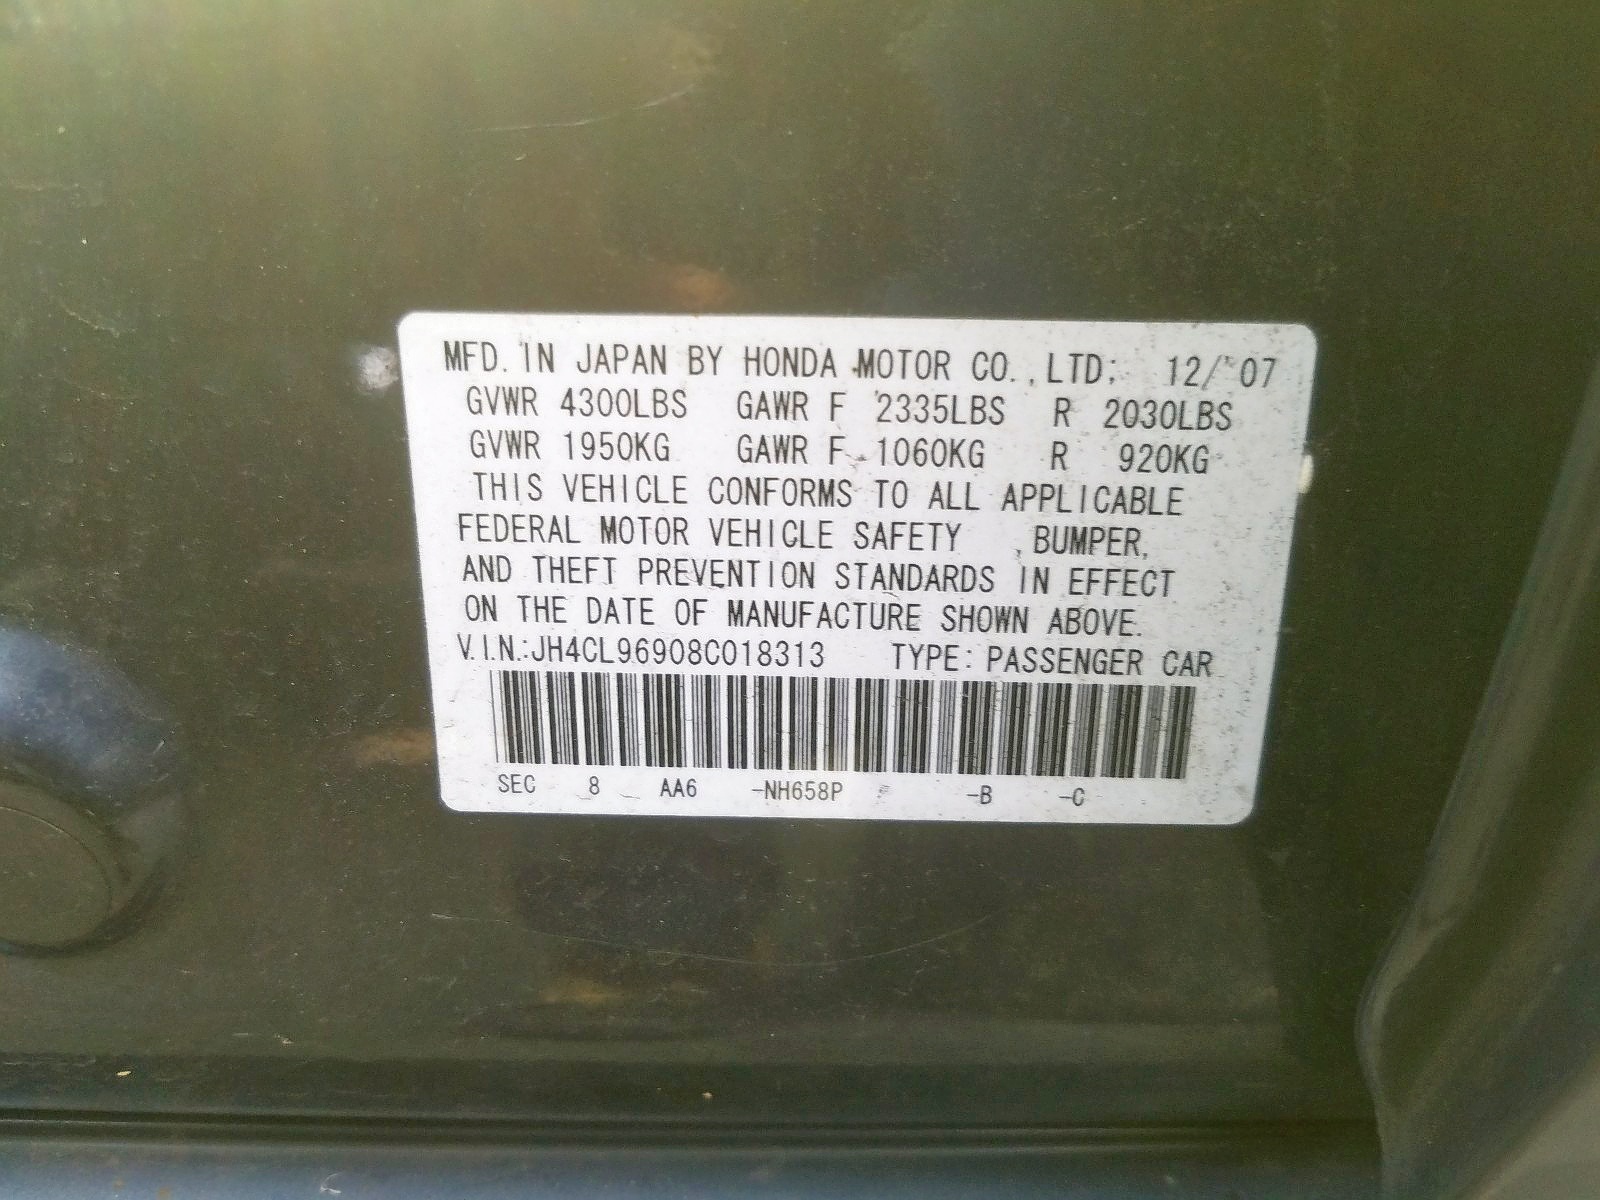 MFD. IN JAPAN BY HONDA MOTOR CO., LTD; 12/'07
GVWR 4300LBS GAWR F 2335LBS R 2030LBS
GVWR 1950KG GAWR F 1060KG R 920KG
THIS VEHICLE CONFORMS TO ALL APPLICABLE
FEDERAL MOTOR VEHICLE SAFETY , BUMPER,
AND THEFT PREVENTION STANDARDS IN EFFECT
ON THE DATE OF MANUFACTURE SHOWN ABOVE.
V.I.N.:JH4CL96908C018313 TYPE: PASSENGER CAR
SEC 8 AA6 -NH658P -B -C